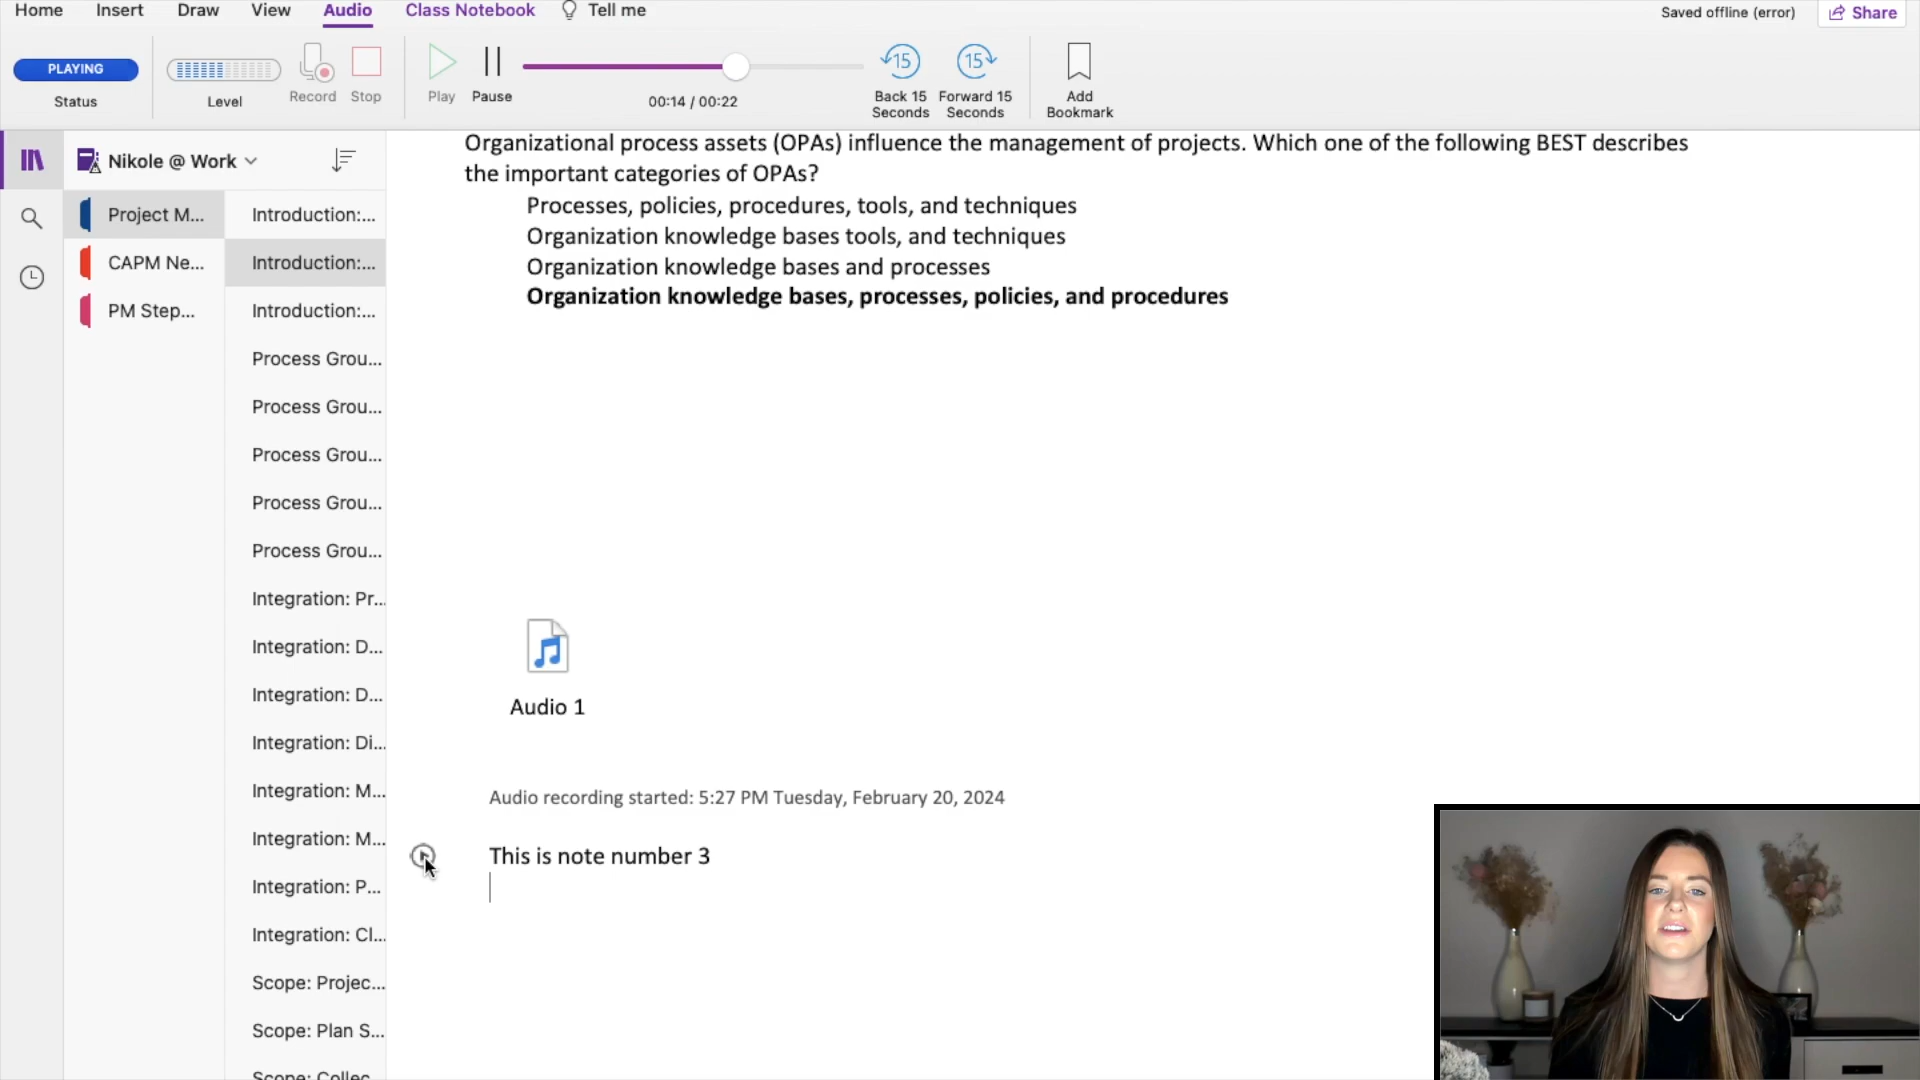 Home Insert Draw View Audio Class Notebook Tell me
Saved offline (error) Share
PLAYING
Status
Level
Record
Stop
Play
Pause
00:14 / 00:22
15
Back 15
Seconds
15
Forward 15
Seconds
Add
Bookmark
Nikole @ Work
Project M...
CAPM Ne...
PM Step...
Introduction:...
Introduction:...
Introduction:...
Process Grou...
Process Grou...
Process Grou...
Process Grou...
Process Grou...
Integration: Pr...
Integration: D...
Integration: D...
Integration: Di...
Integration: M...
Integration: M...
Integration: P...
Integration: Cl...
Scope: Projec...
Scope: Plan S...
Scope: Collec...
Organizational process assets (OPAs) influence the management of projects. Which one of the following BEST describes
the important categories of OPAs?
Processes, policies, procedures, tools, and techniques
Organization knowledge bases tools, and techniques
Organization knowledge bases and processes
Organization knowledge bases, processes, policies, and procedures
Audio 1
Audio recording started: 5:27 PM Tuesday, February 20, 2024
This is note number 3